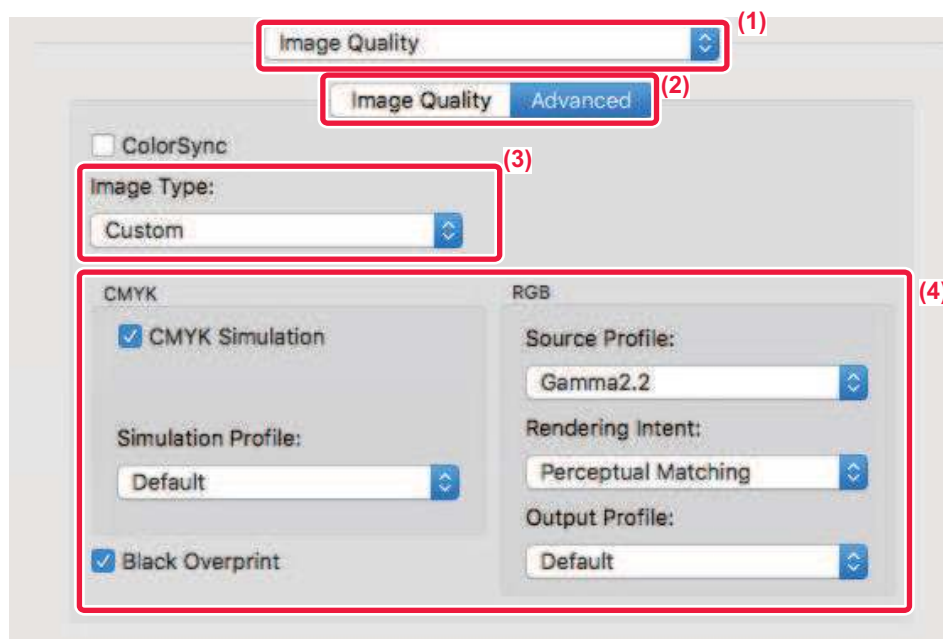 (1)
Image Quality
(2)
Image Quality Advanced
ColorSync
(3)
Image Type:
Custom
(4)
CMYK
CMYK Simulation
Simulation Profile:
Default
Black Overprint
RGB
Source Profile:
Gamma2.2
Rendering Intent:
Perceptual Matching
Output Profile:
Default